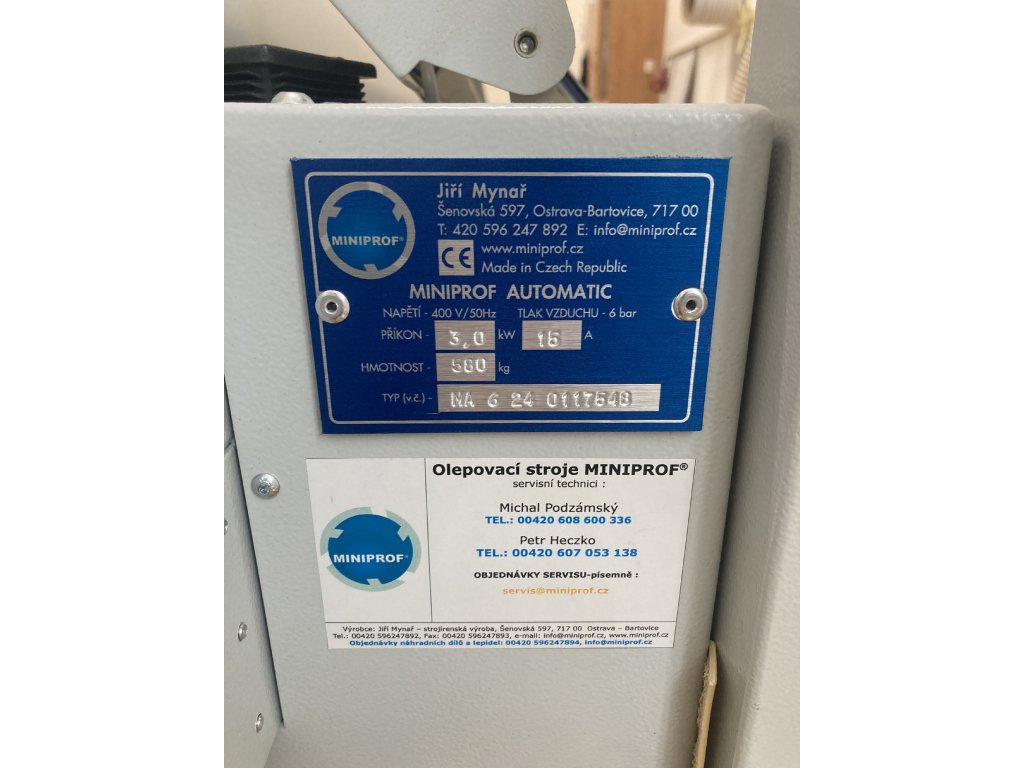 MINIPROF®
Jiří Mynař
Šenovská 597, Ostrava-Bartovice, 717 00
T: 420 596 247 892 E: info@miniprof.cz
CE www.miniprof.cz
Made in Czech Republic
MINIPROF AUTOMATIC
NAPĚTÍ - 400 V/50Hz TLAK VZDUCHU - 6 bar
PŘÍKON - 3,0 kW 16 A
HMOTNOST - 580 kg
TYP (v.č.) - MA 6 24 0117548
Olepovací stroje MINIPROF®
servisní technici :
Michal Podzámský
TEL.: 00420 608 600 336
Petr Heczko
TEL.: 00420 607 053 138
OBJEDNÁVKY SERVISU-písemně :
servis@miniprof.cz
MINIPROF®
Výrobce: Jiří Mynař – strojírenská výroba, Šenovská 597, 717 00 Ostrava – Bartovice
Tel.: 00420 596247892, Fax: 00420 596247893, e-mail: info@miniprof.cz, www.miniprof.cz
Objednávky náhradních dílů a lepidel: 00420 596247894, info@miniprof.cz